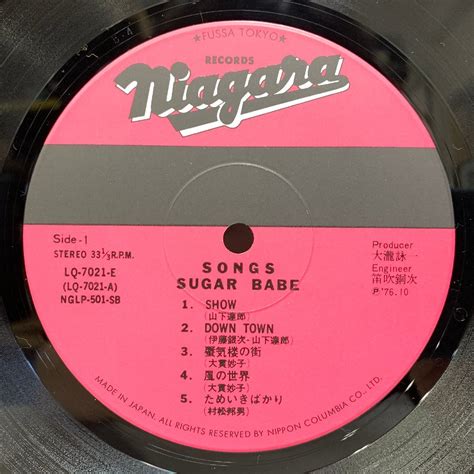 ☆FUSSA TOKYO☆
RECORDS
Niagara
Side-1
STEREO 33⅓R.P.M.
LQ-7021-E
(LQ-7021-A)
NGLP-501-SB
Producer
大瀧詠一
Engineer
笛吹銅次
℗'76.10
SONGS
SUGAR BABE
1. SHOW
(山下達郎)
2. DOWN TOWN
(伊藤銀次-山下達郎)
3. 蜃気楼の街
(大貫妙子)
4. 風の世界
(大貫妙子)
5. ためいきばかり
(村松邦男)
MADE IN JAPAN. ALL RIGHTS RESERVED BY NIPPON COLUMBIA CO., LTD.